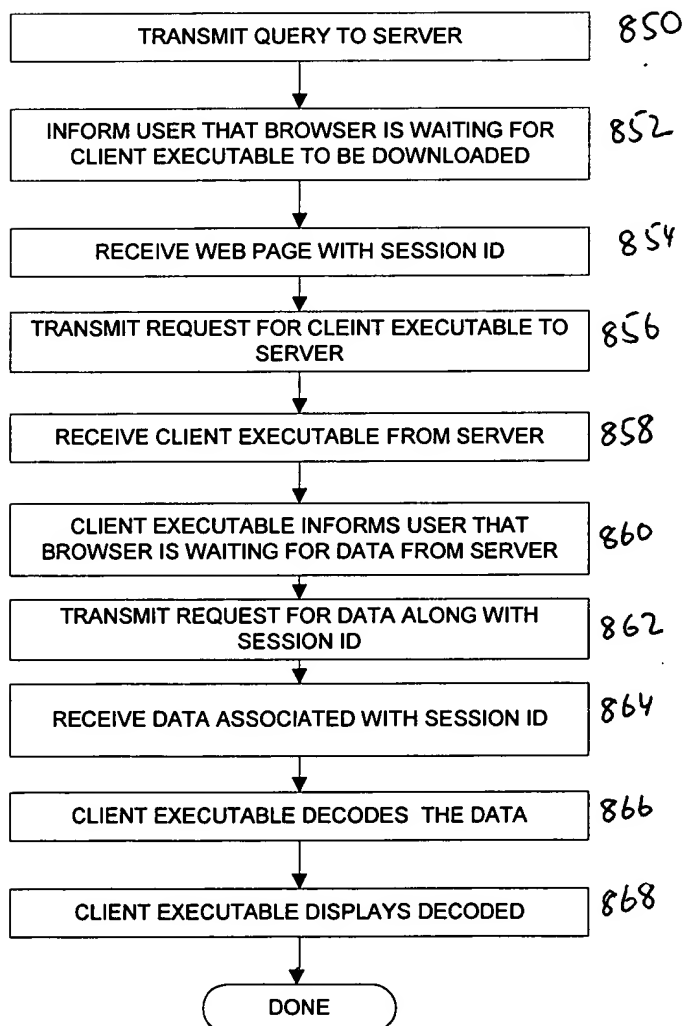 TRANSMIT QUERY TO SERVER
850
INFORM USER THAT BROWSER IS WAITING FOR
CLIENT EXECUTABLE TO BE DOWNLOADED
852
RECEIVE WEB PAGE WITH SESSION ID
854
TRANSMIT REQUEST FOR CLEINT EXECUTABLE TO
SERVER
856
RECEIVE CLIENT EXECUTABLE FROM SERVER
858
CLIENT EXECUTABLE INFORMS USER THAT
BROWSER IS WAITING FOR DATA FROM SERVER
860
TRANSMIT REQUEST FOR DATA ALONG WITH
SESSION ID
862
RECEIVE DATA ASSOCIATED WITH SESSION ID
864
CLIENT EXECUTABLE DECODES THE DATA
866
CLIENT EXECUTABLE DISPLAYS DECODED
868
DONE